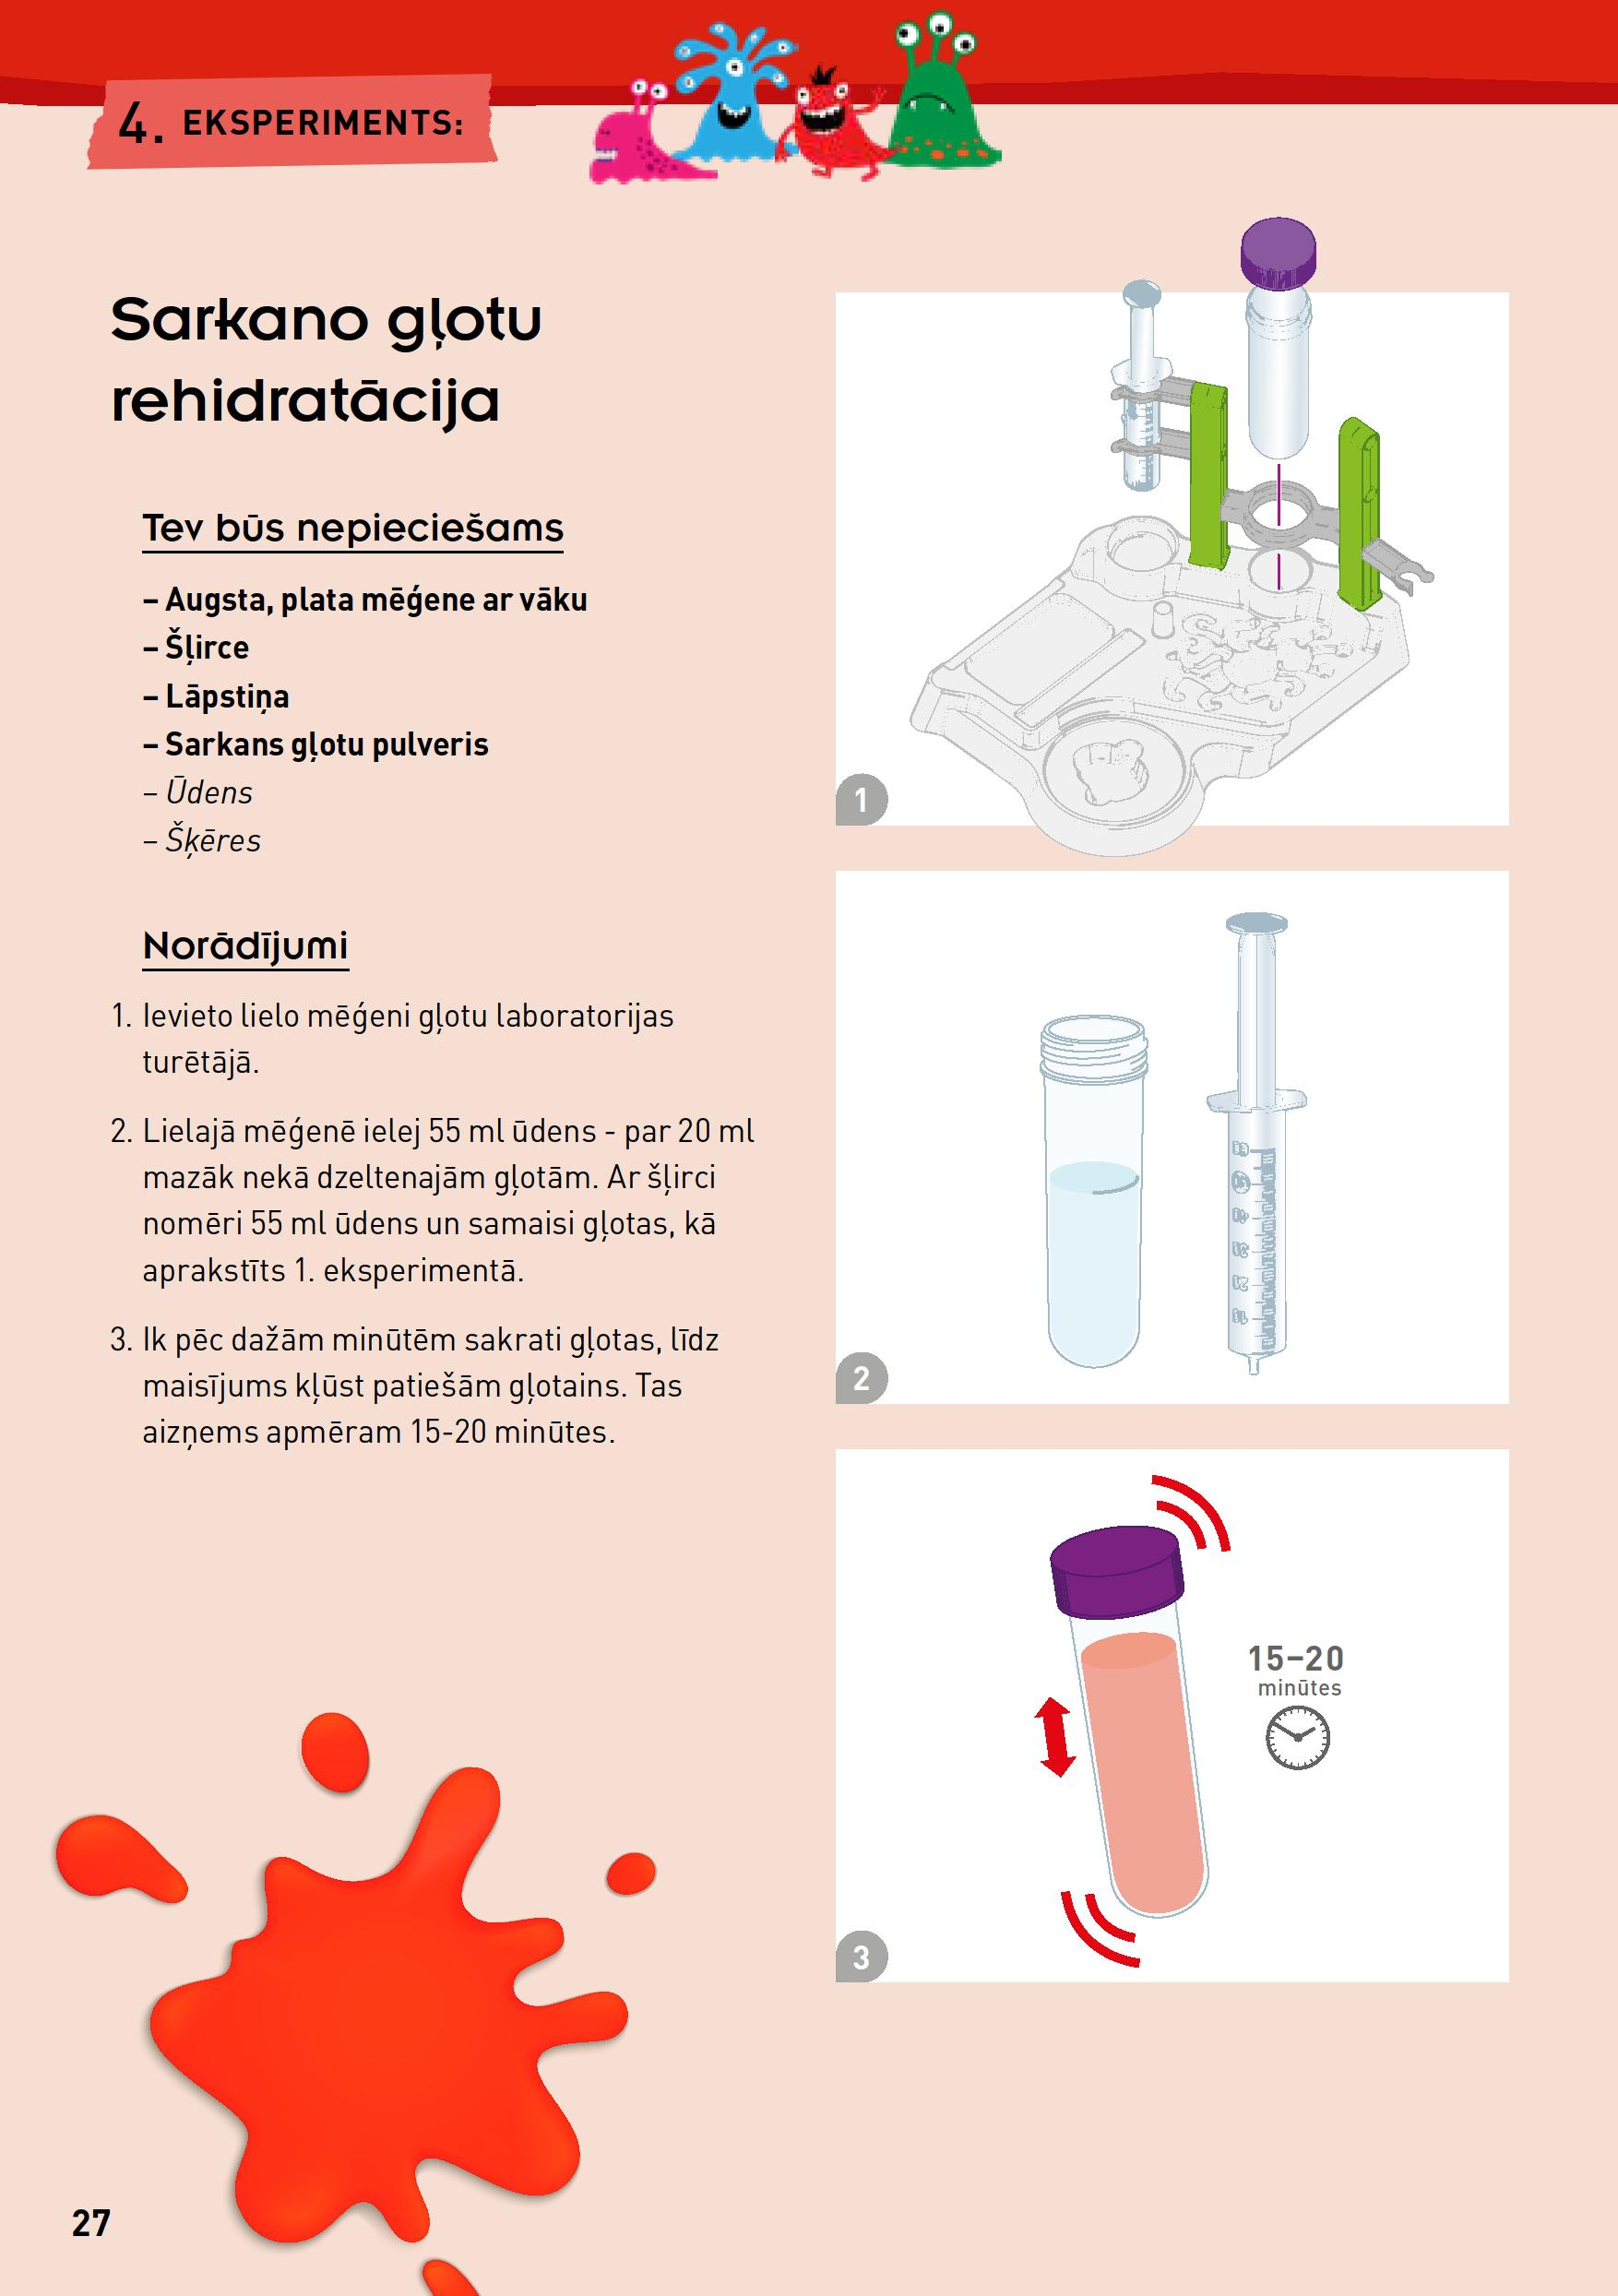 4. EKSPERIMENTS:
Sarkano gļotu
rehidratācija
Tev būs nepieciešams
– Augsta, plata mēģene ar vāku
– Šļirce
– Lāpstiņa
– Sarkans gļotu pulveris
– Ūdens
– Šķēres
Norādījumi
1. Ievieto lielo mēģeni gļotu laboratorijas
turētājā.
2. Lielajā mēģenē ielej 55 ml ūdens - par 20 ml
mazāk nekā dzeltenajām gļotām. Ar šļirci
nomēri 55 ml ūdens un samaisi gļotas, kā
aprakstīts 1. eksperimentā.
3. Ik pēc dažām minūtēm sakrati gļotas, līdz
maisījums kļūst patiešām gļotains. Tas
aizņems apmēram 15-20 minūtes.
1
2
15–20
minūtes
3
27